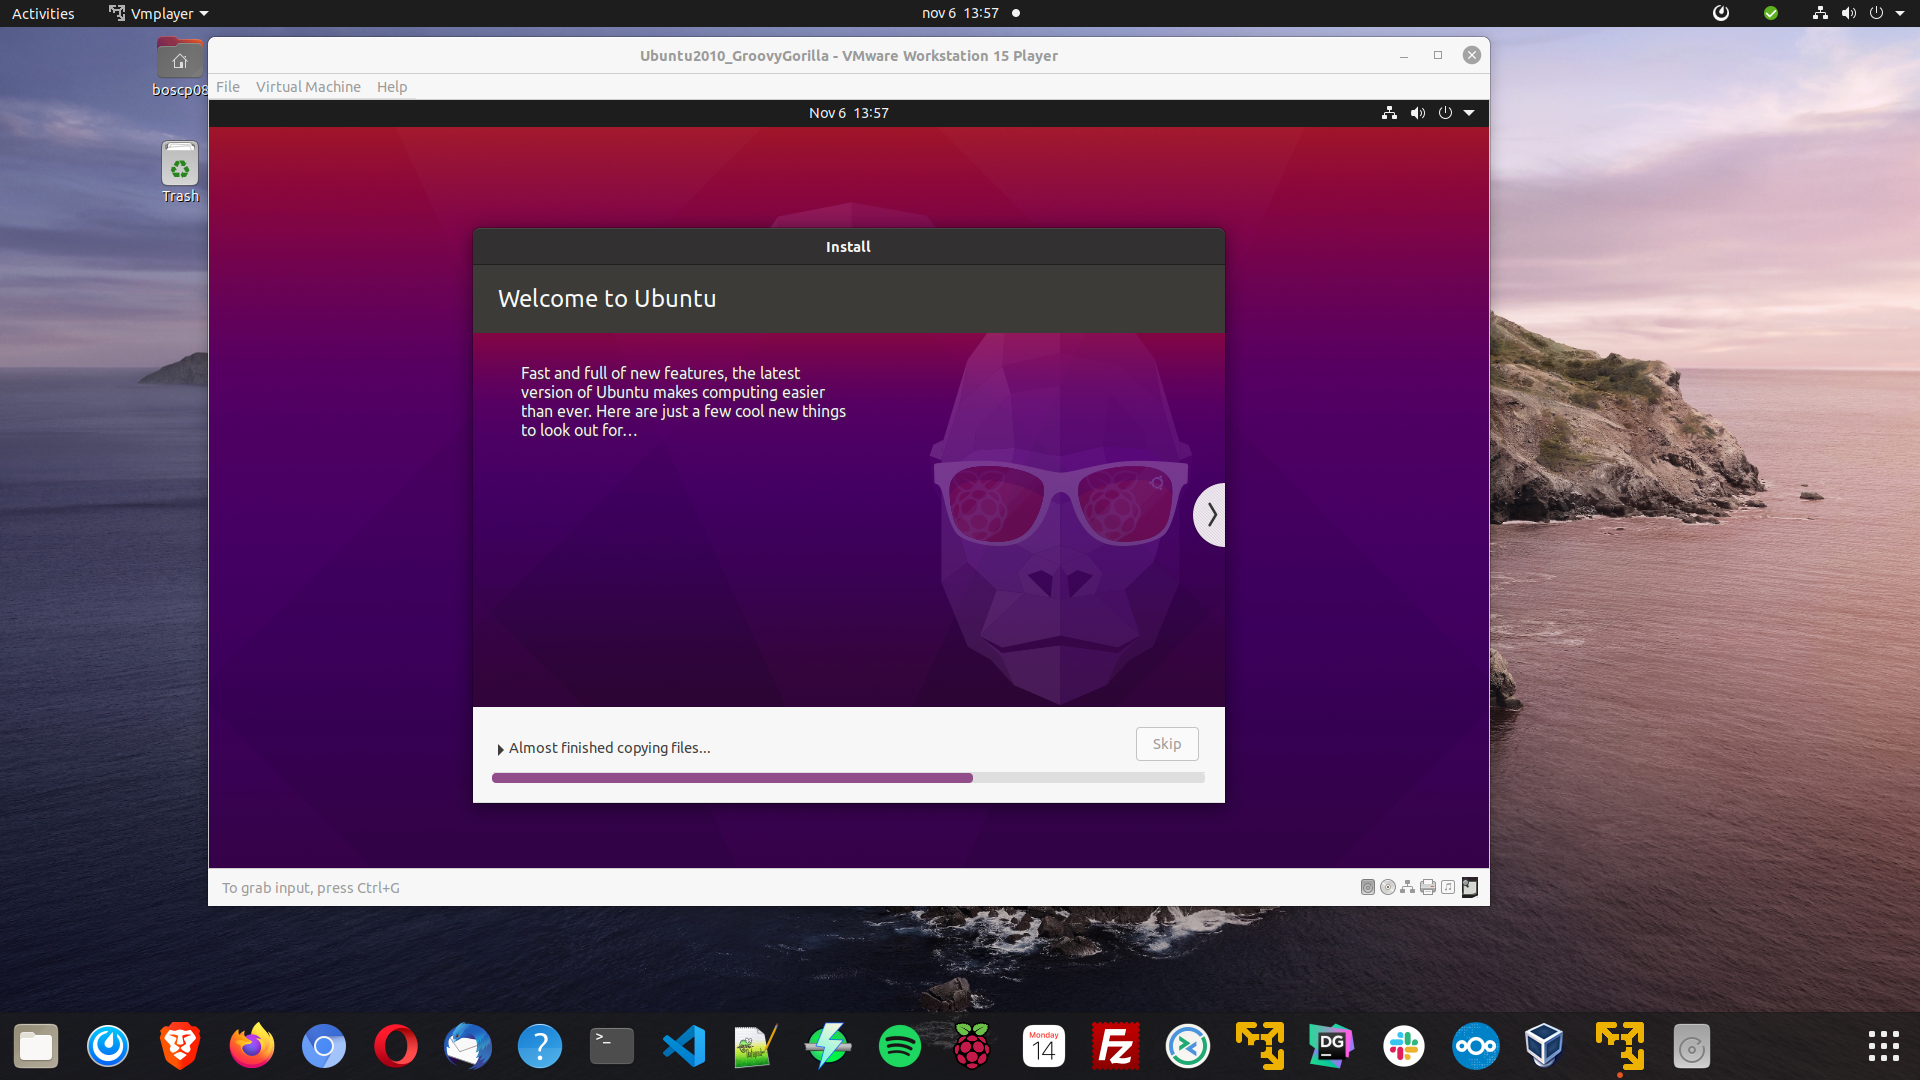 Activities
Vmplayer
nov 6 13:57
boscp08
Trash
Ubuntu2010_GroovyGorilla - VMware Workstation 15 Player
File Virtual Machine Help
Nov 6 13:57
Install
Welcome to Ubuntu
Fast and full of new features, the latest
version of Ubuntu makes computing easier
than ever. Here are just a few cool new things
to look out for…
Almost finished copying files...
Skip
To grab input, press Ctrl+G
>_
?
Monday
14
Fz
DG